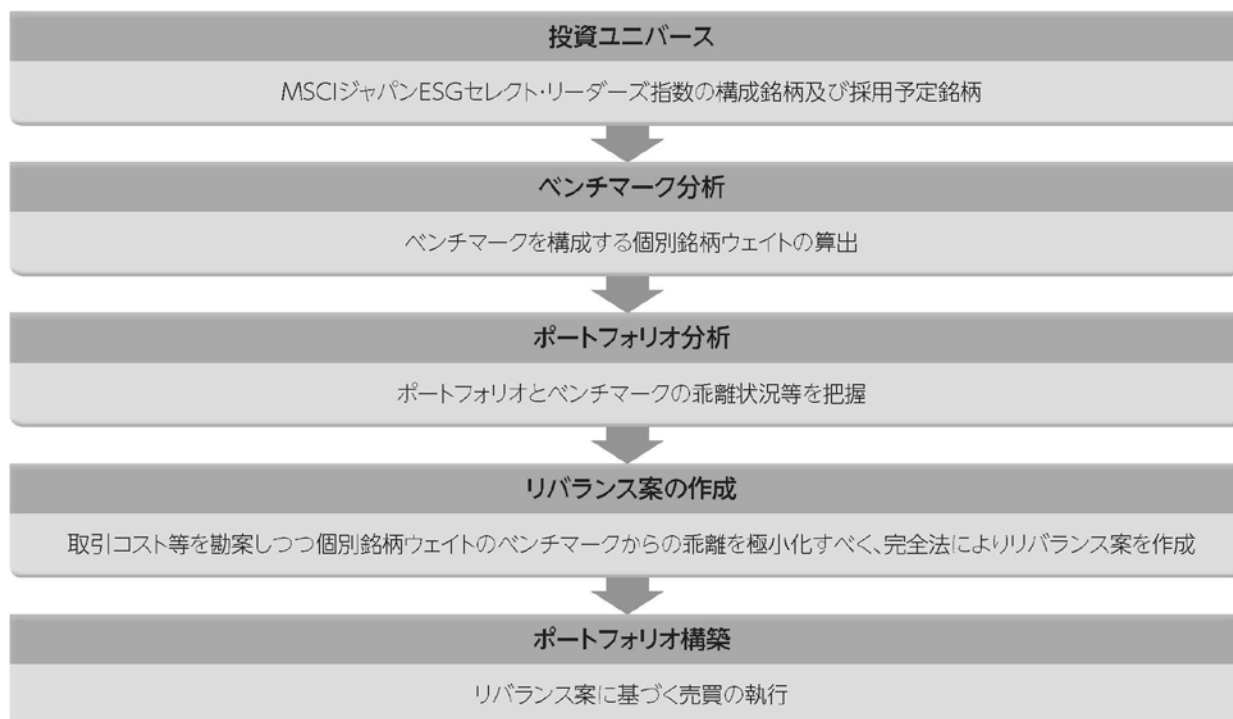 投資ユニバース
MSCIジャパンESGセレクト・リーダーズ指数の構成銘柄及び採用予定銘柄
ベンチマーク分析
ベンチマークを構成する個別銘柄ウェイトの算出
ポートフォリオ分析
ポートフォリオとベンチマークの乖離状況等を把握
リバランス案の作成
取引コスト等を勘案しつつ個別銘柄ウェイトのベンチマークからの乖離を極小化すべく、完全法によりリバランス案を作成
ポートフォリオ構築
リバランス案に基づく売買の執行